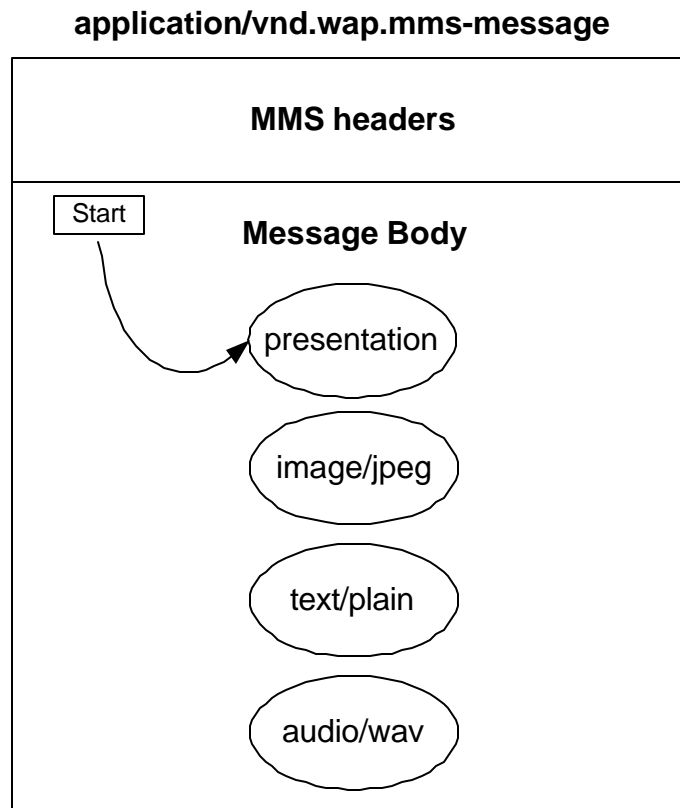 application/vnd.wap.mms-message
MMS headers
Start
Message Body
presentation
image/jpeg
text/plain
audio/wav